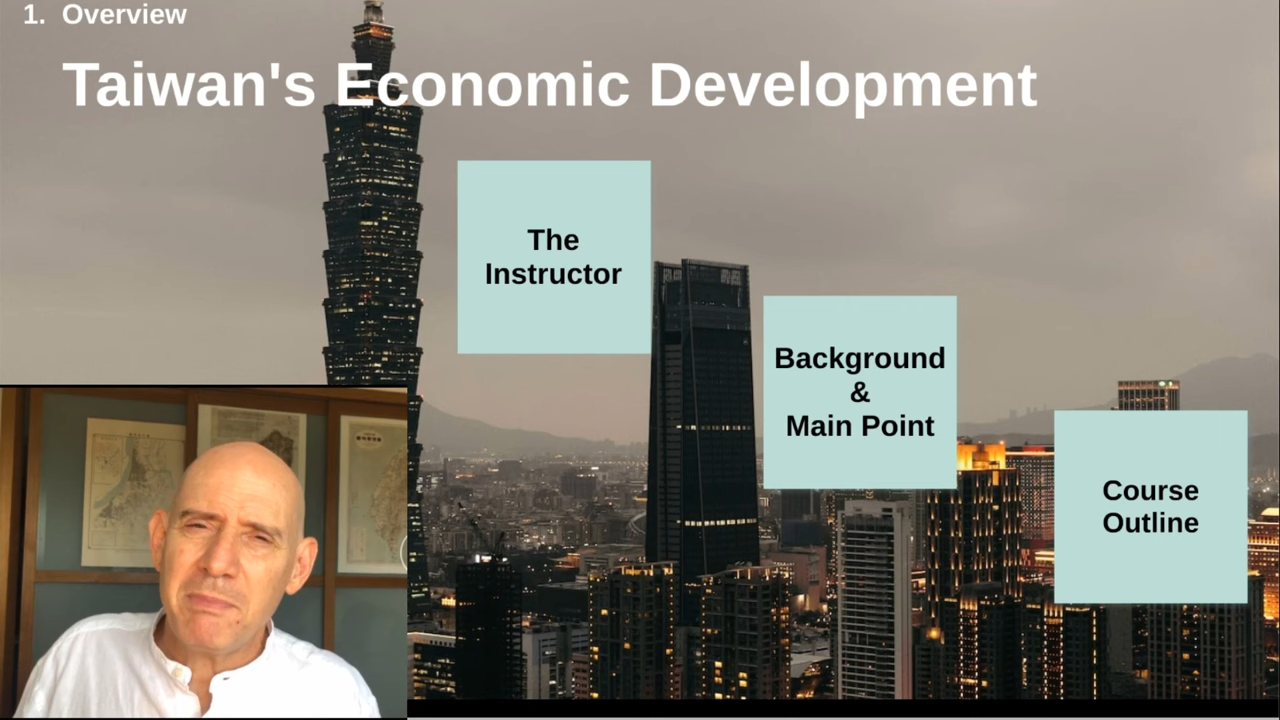 1. Overview
Taiwan's Economic Development
The
Instructor
Background
&
Main Point
Course
Outline